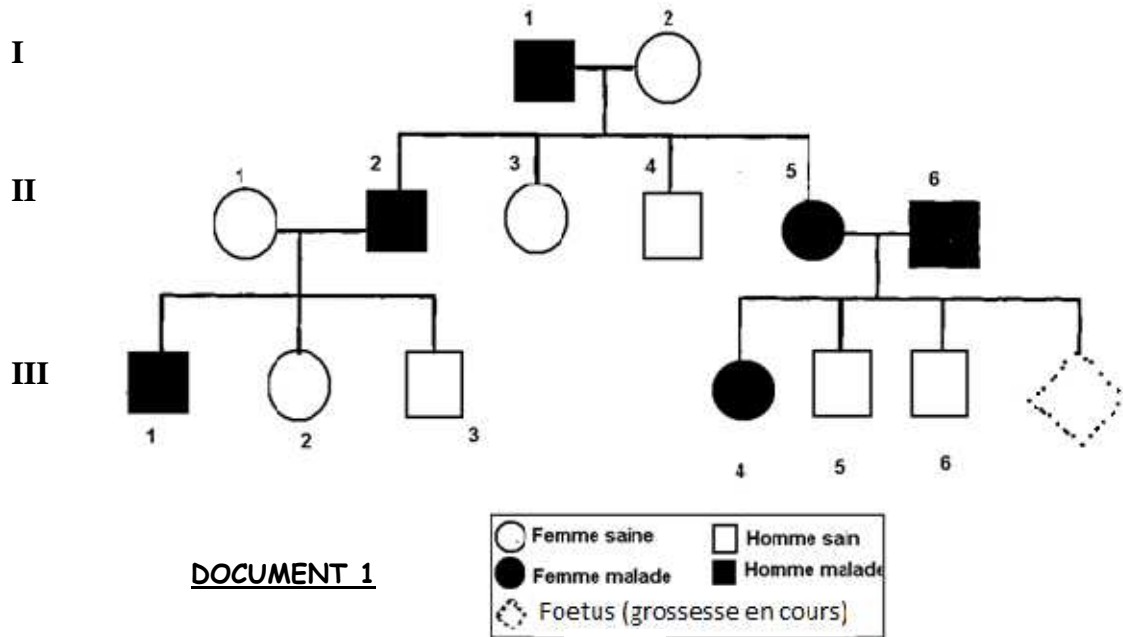 1 2
I
1 2 3 4 5 6
II
III
1 2 3 4 5 6
DOCUMENT 1
Femme saine Homme sain
Femme malade Homme malade
Foetus (grossesse en cours)